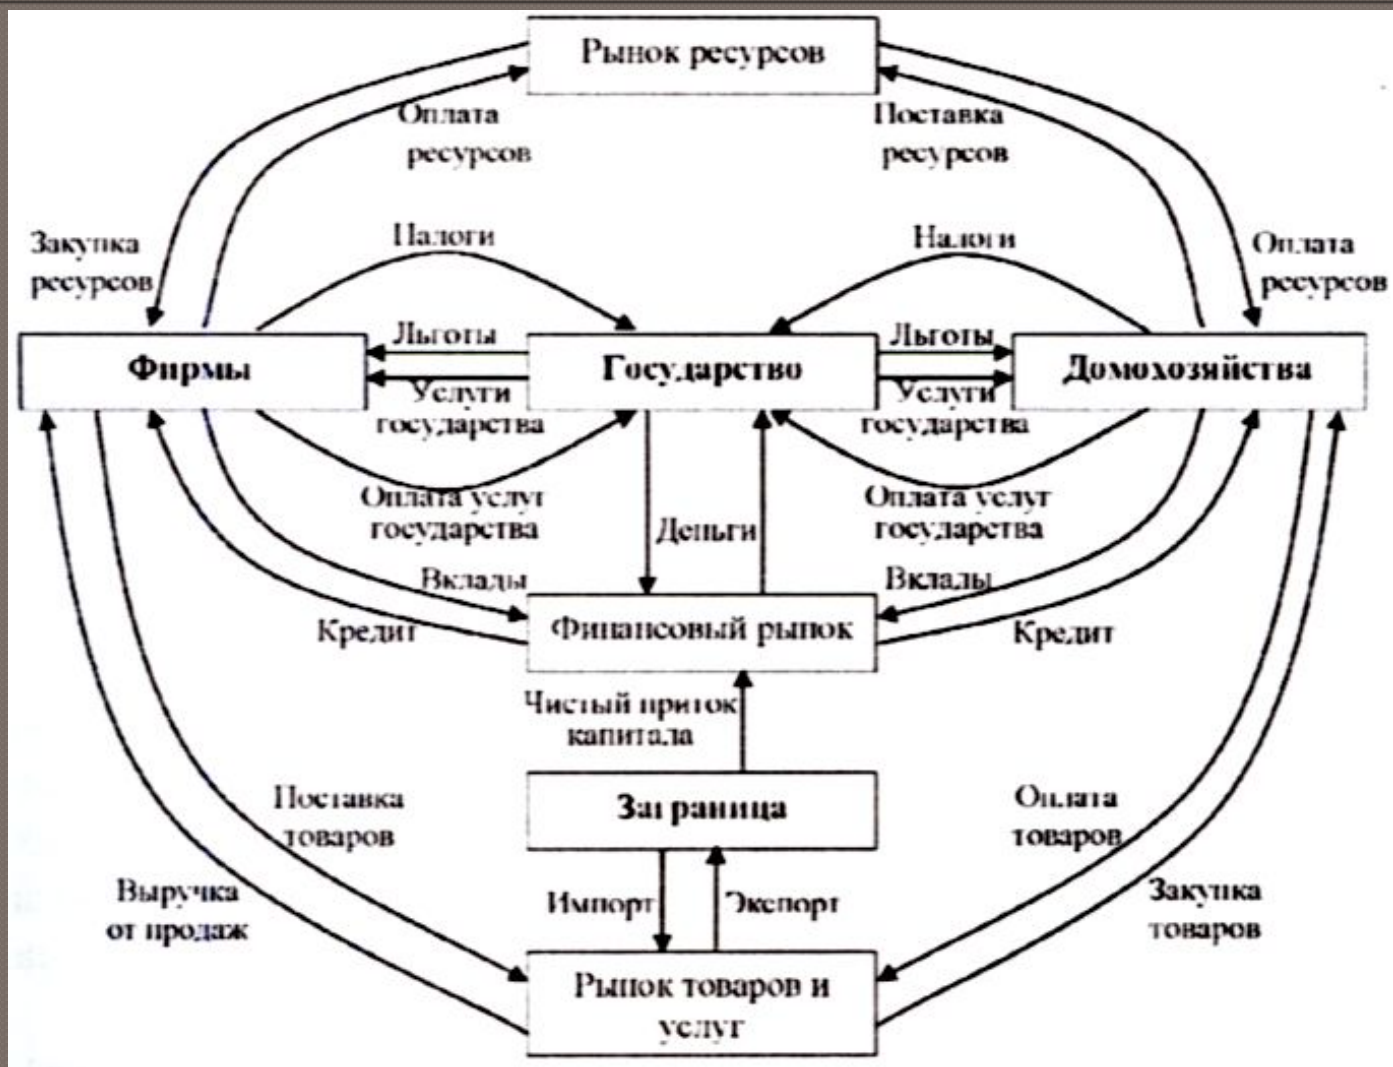 Рынок ресурсов
Оплата
ресурсов
Поставка
ресурсов
Закупка
ресурсов
Налоги
Налоги
Оплата
ресурсов
Фирмы
Льготы
Государство
Льготы
Домохозяйства
Услуги
государства
Услуги
государства
Оплата услуг
государства
Деньги
Оплата услуг
государства
Вклады
Вклады
Кредит
Финансовый рынок
Кредит
Чистый приток
капитала
Поставка
товаров
Заграница
Оплата
товаров
Выручка
от продаж
Импорт
Экспорт
Закупка
товаров
Рынок товаров и
услуг